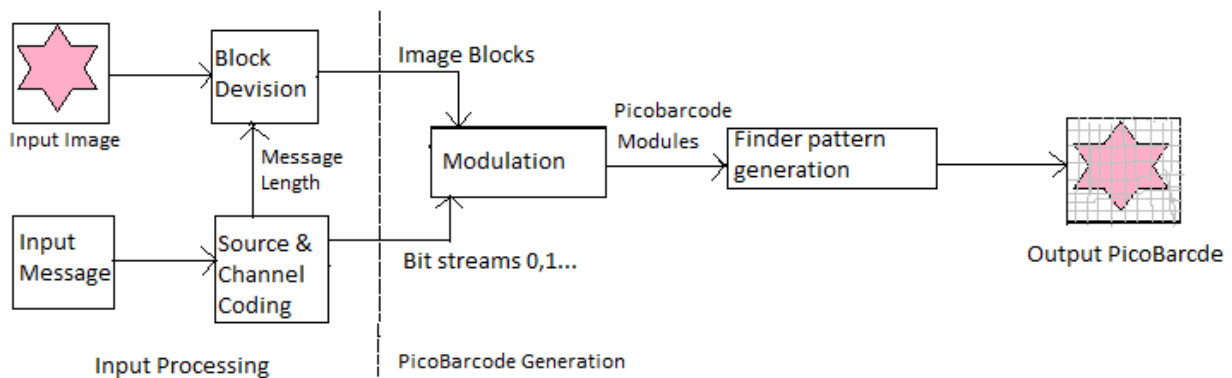 Input Image
Block
Devision
Message
Length
Input
Message
Source &
Channel
Coding
Input Processing
Image Blocks
Modulation
Bit streams 0,1...
Picobarcode
Modules
Finder pattern
generation
Output PicoBarcde
PicoBarcode Generation